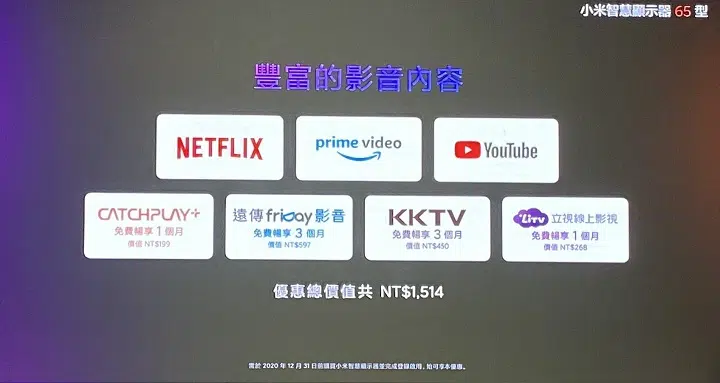 小米智慧顯示器 65 型
豐富的影音內容
NETFLIX
prime video
YouTube
CATCHPLAY+
免費暢享 1 個月
價值 NT$199
遠傳 friDay 影音
免費暢享 3 個月
價值 NT$597
KKTV
免費暢享 3 個月
價值 NT$450
LiTV 立視線上影視
免費暢享 1 個月
價值 NT$268
優惠總價值共 NT$1,514
需於 2020 年 12 月 31 日前購買小米智慧顯示器並完成登錄啟用，始可享本優惠。